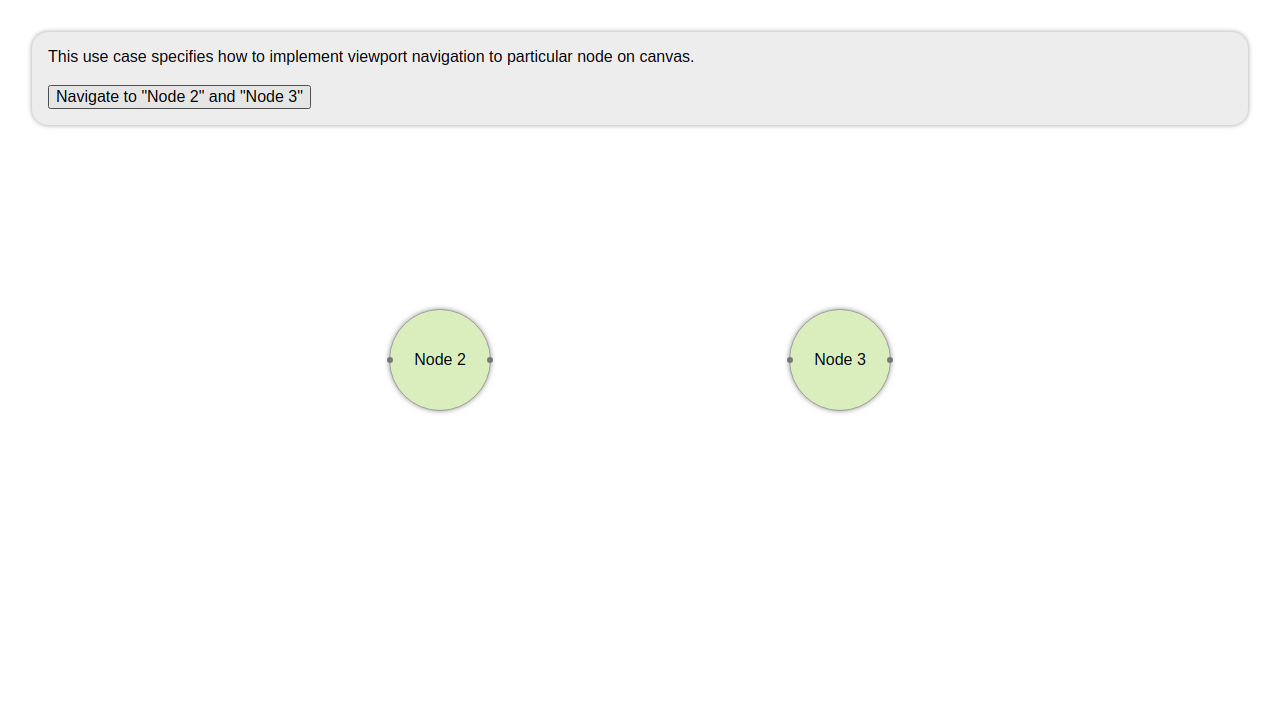 This use case specifies how to implement viewport navigation to particular node on canvas.
Navigate to "Node 2" and "Node 3"
Node 2
Node 3